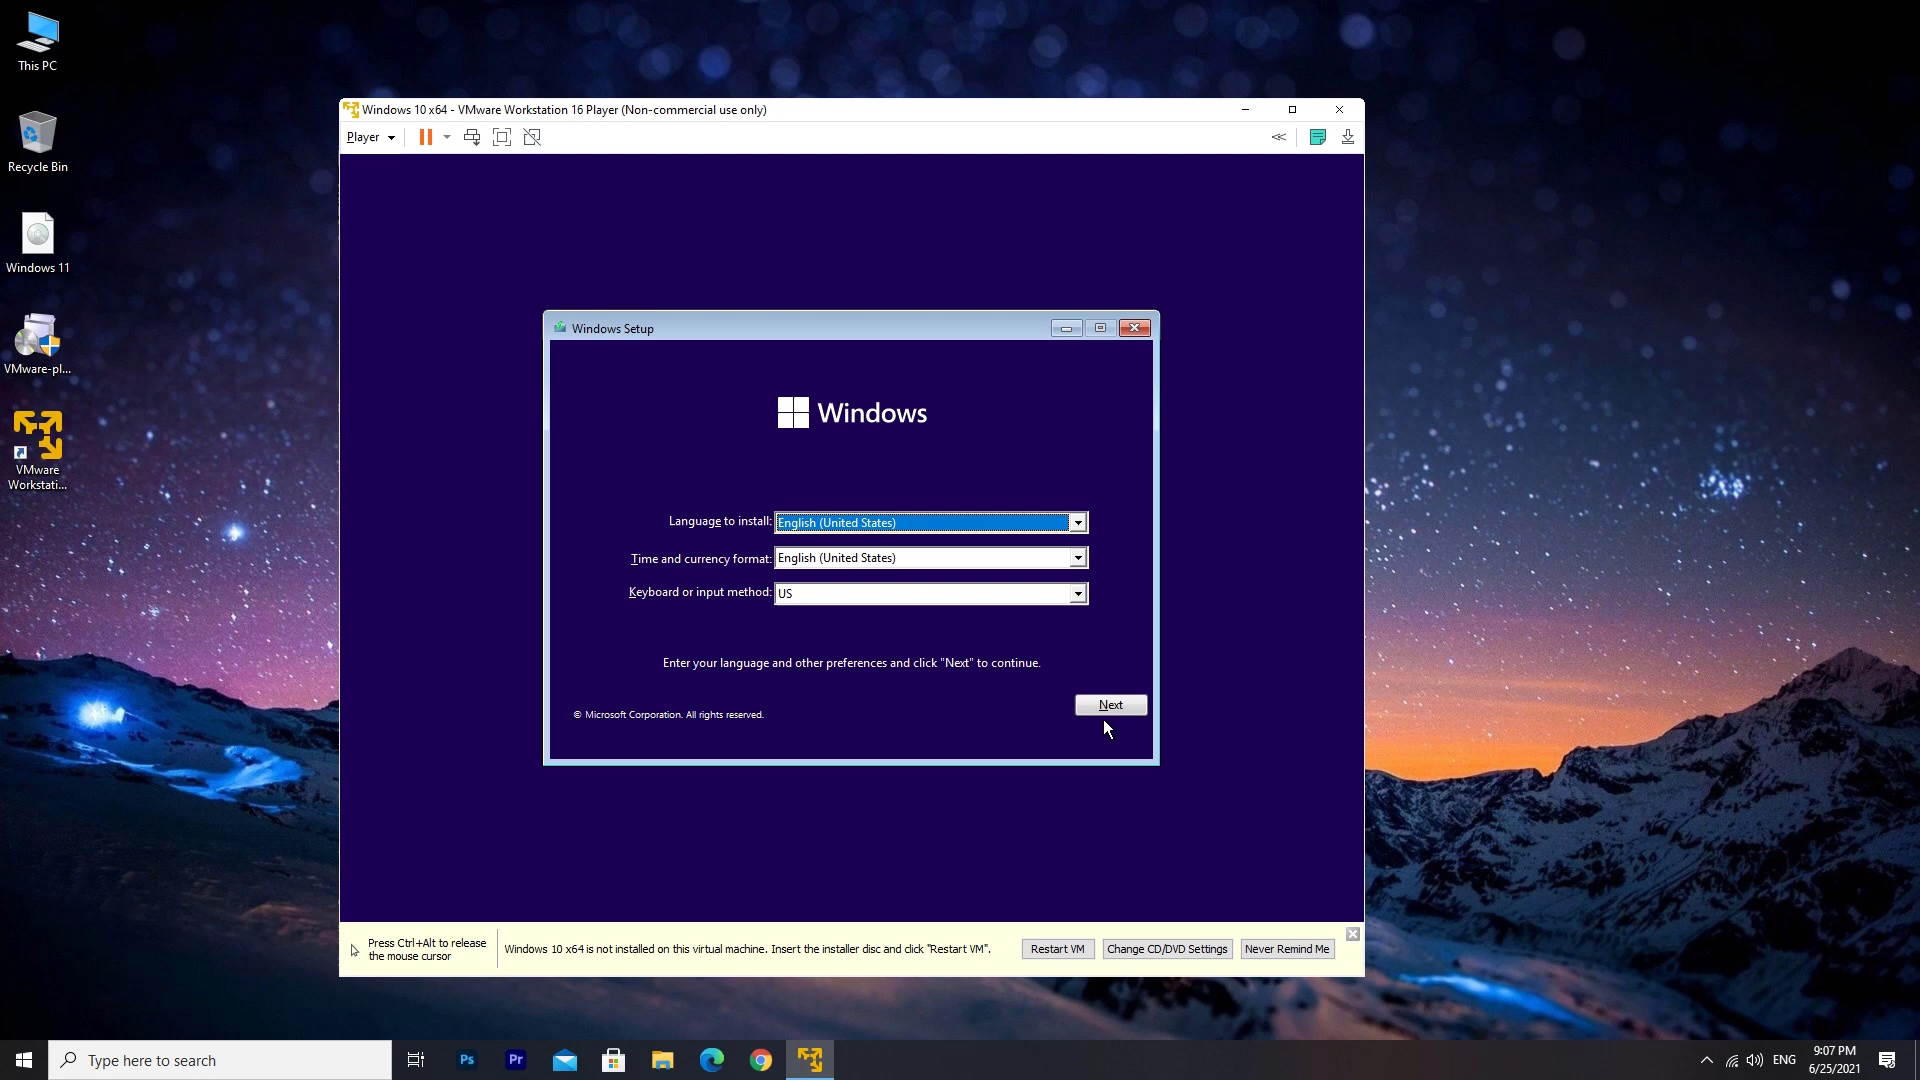 This PC
Recycle Bin
Windows 11
VMware-pl...
VMware
Workstati...
Windows 10 x64 - VMware Workstation 16 Player (Non-commercial use only)
Player
Windows Setup
Windows
Language to install: English (United States)
Time and currency format: English (United States)
Keyboard or input method: US
Enter your language and other preferences and click "Next" to continue.
Next
© Microsoft Corporation. All rights reserved.
Press Ctrl+Alt to release
the mouse cursor
Windows 10 x64 is not installed on this virtual machine. Insert the installer disc and click "Restart VM".
Restart VM
Change CD/DVD Settings
Never Remind Me
Type here to search
Ps
Pr
ENG
9:07 PM
6/25/2021